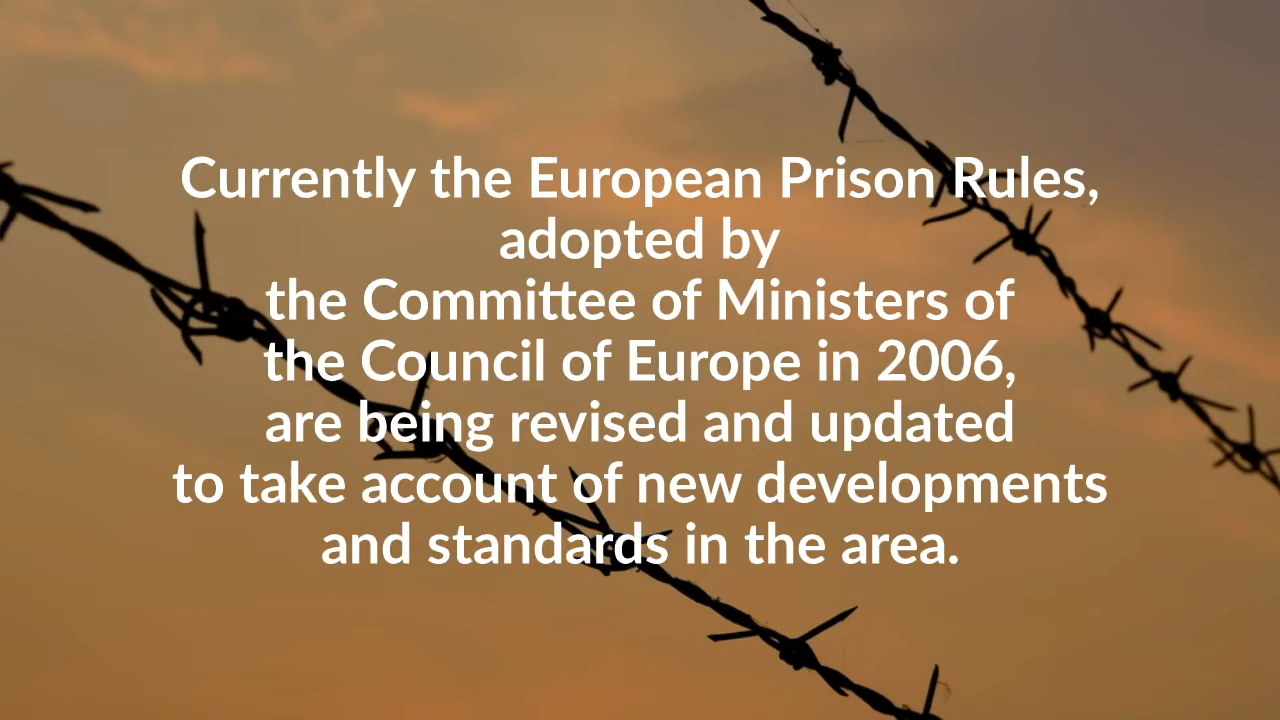 Currently the European Prison Rules,
adopted by
the Committee of Ministers of
the Council of Europe in 2006,
are being revised and updated
to take account of new developments
and standards in the area.